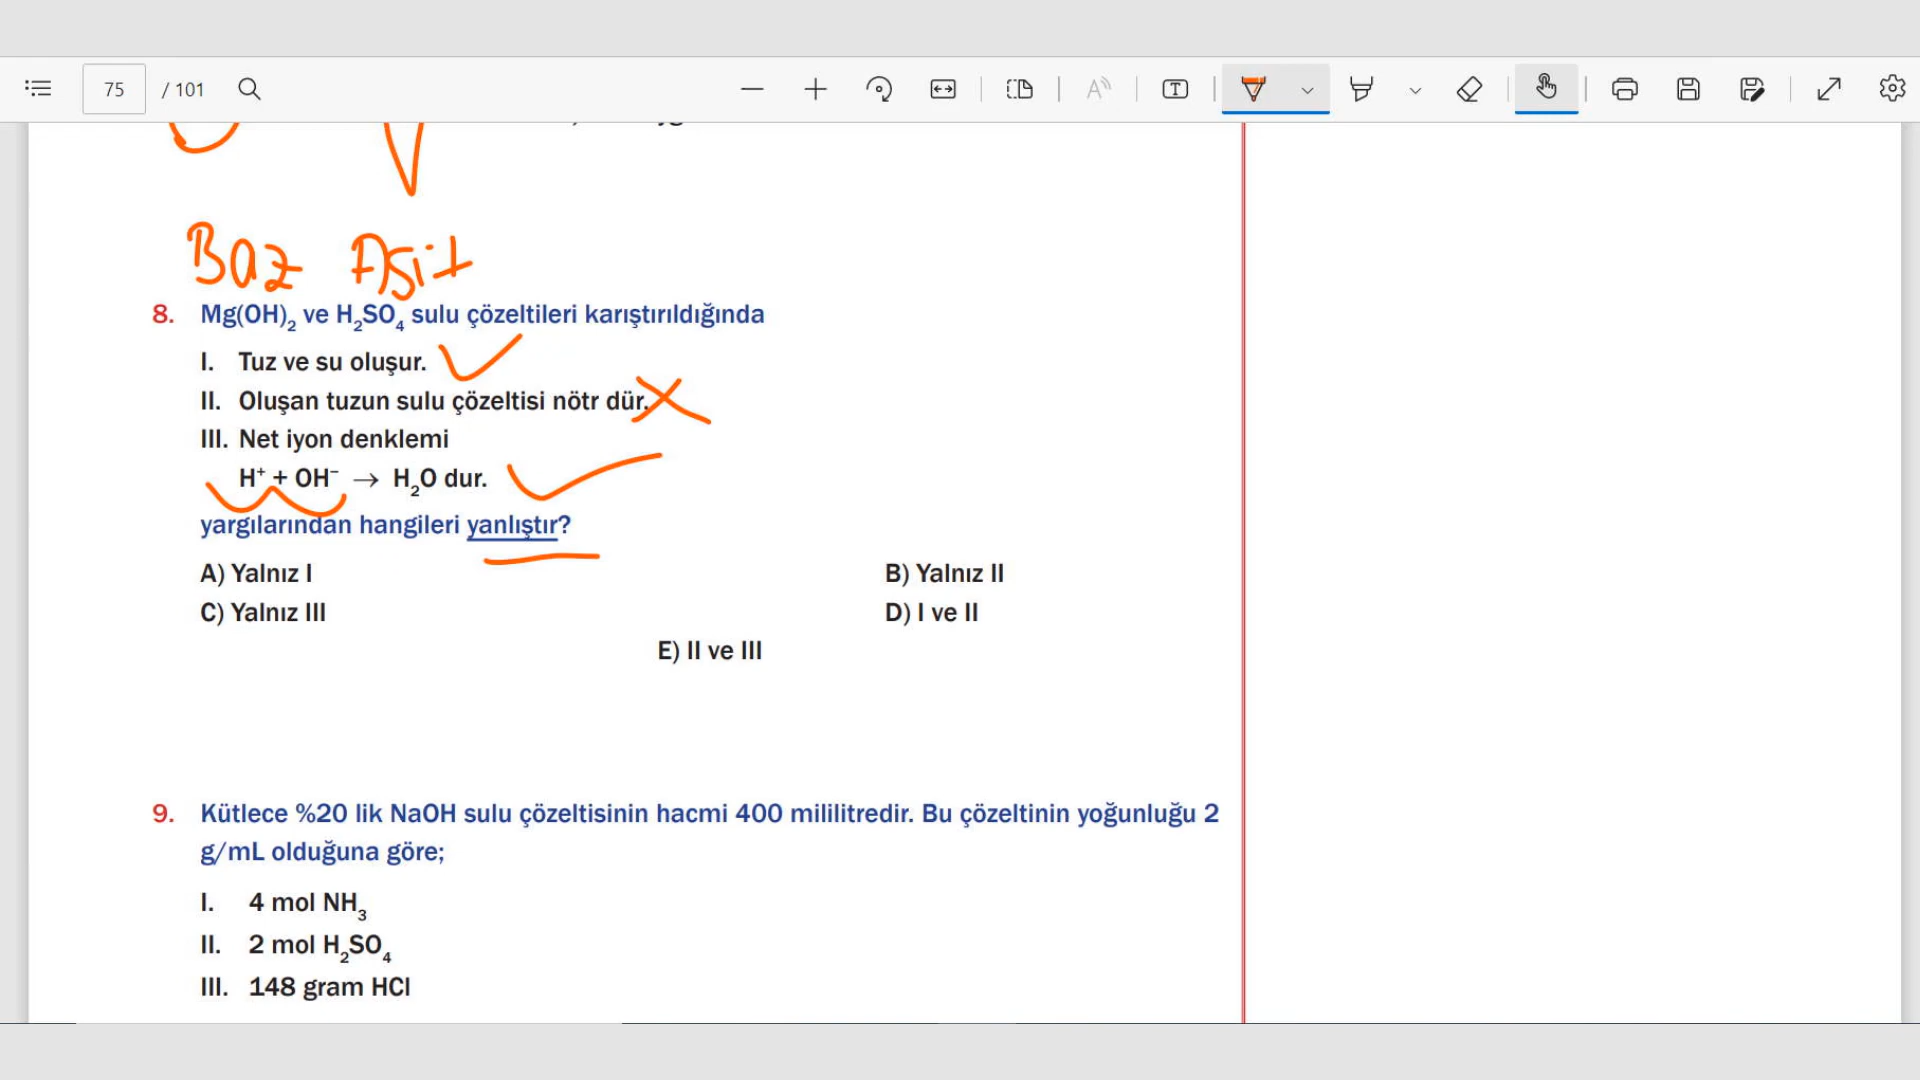 75 / 101
Baz Asit
8. Mg(OH)₂ ve H₂SO₄ sulu çözeltileri karıştırıldığında
I. Tuz ve su oluşur.
II. Oluşan tuzun sulu çözeltisi nötr dür.
III. Net iyon denklemi
H⁺ + OH⁻ → H₂O dur.
yargılarından hangileri yanlıştır?
A) Yalnız I
B) Yalnız II
C) Yalnız III
D) I ve II
E) II ve III
9. Kütlece %20 lik NaOH sulu çözeltisinin hacmi 400 mililitredir. Bu çözeltinin yoğunluğu 2
g/mL olduğuna göre;
I. 4 mol NH₃
II. 2 mol H₂SO₄
III. 148 gram HCl